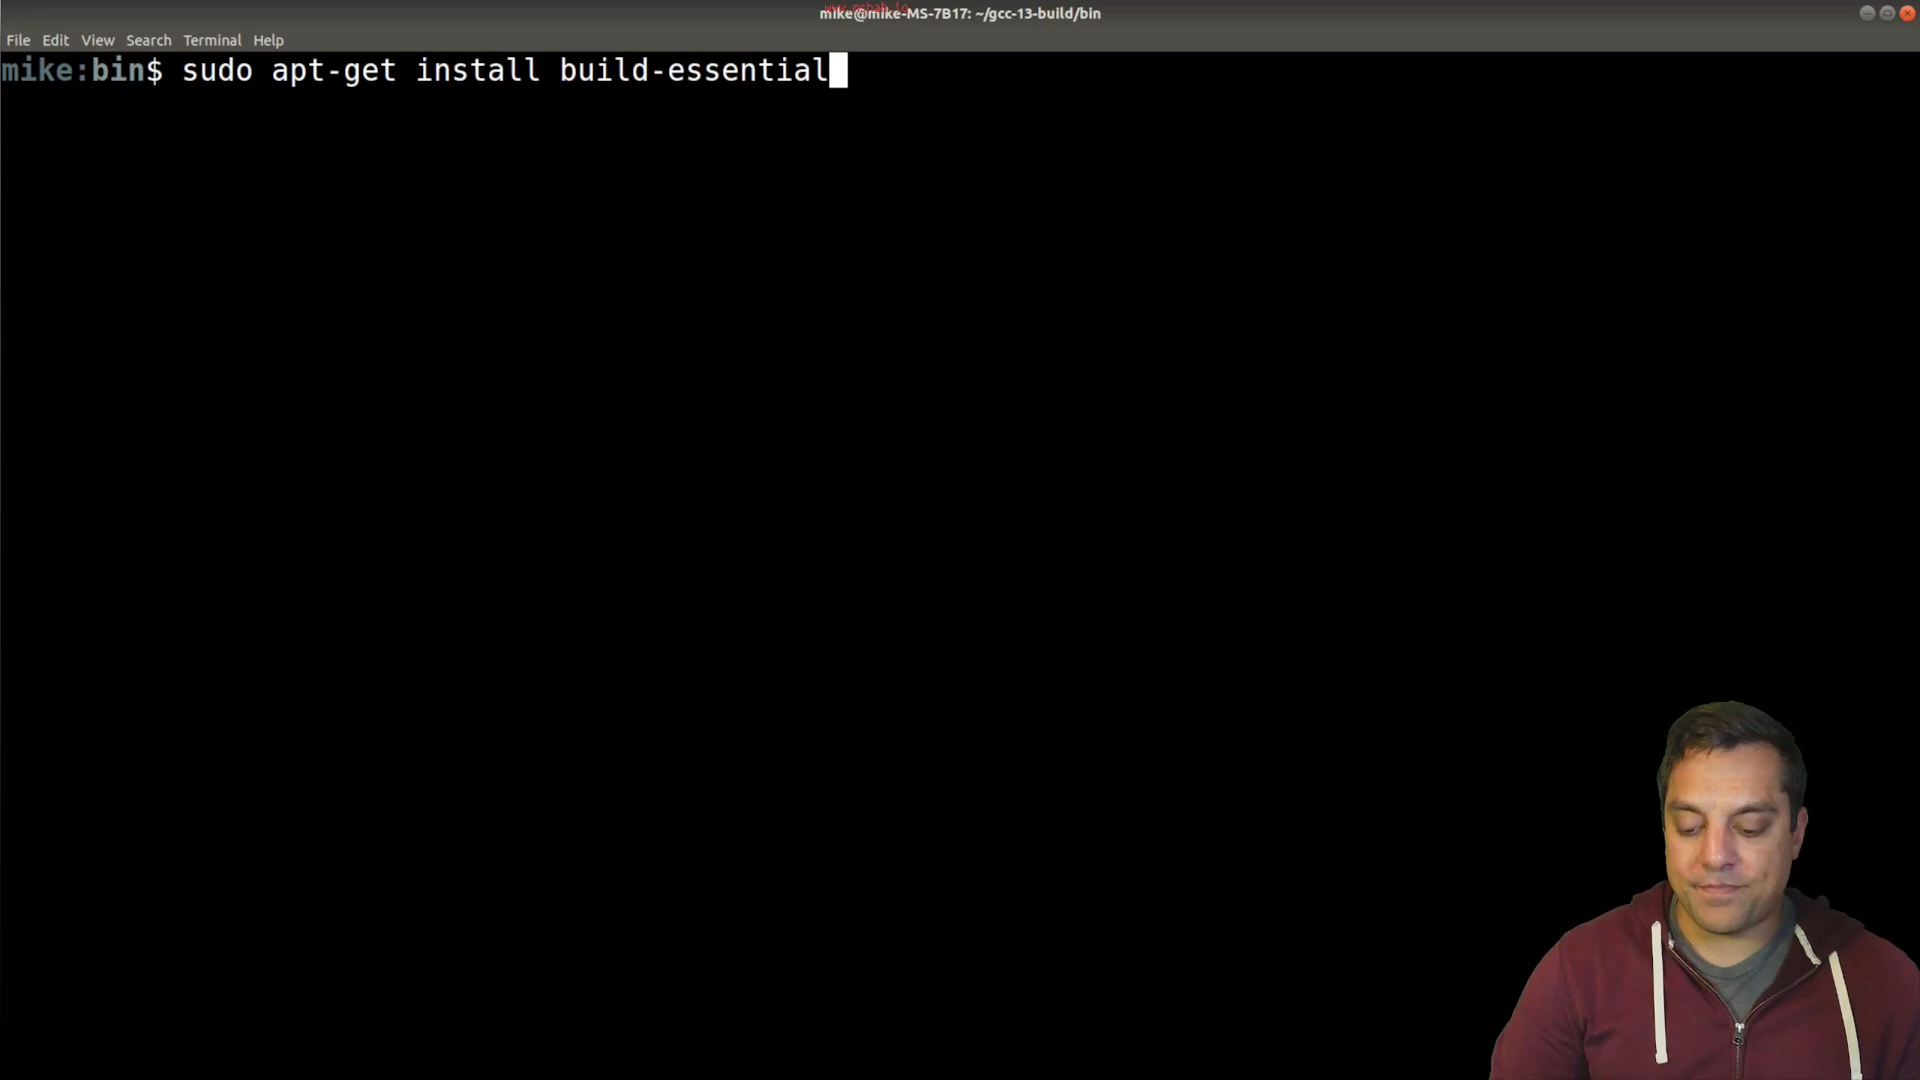 mike@mike-MS-7B17: ~/gcc-13-build/bin
File Edit View Search Terminal Help
mike:bin$ sudo apt-get install build-essential